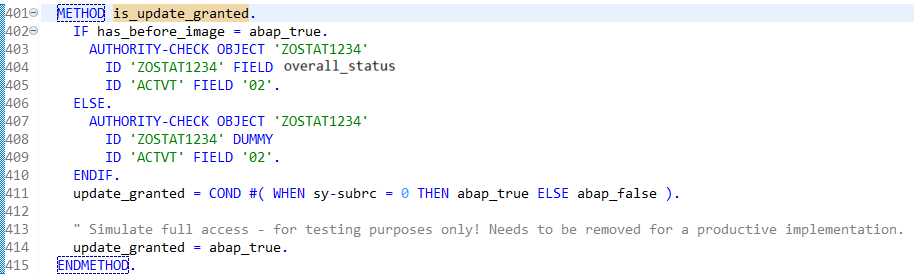 401 METHOD is_update_granted.
402 IF has_before_image = abap_true.
403 AUTHORITY-CHECK OBJECT 'ZOSTAT1234'
404 ID 'ZOSTAT1234' FIELD overall_status
405 ID 'ACTVT' FIELD '02'.
406 ELSE.
407 AUTHORITY-CHECK OBJECT 'ZOSTAT1234'
408 ID 'ZOSTAT1234' DUMMY
409 ID 'ACTVT' FIELD '02'.
410 ENDIF.
411 update_granted = COND #( WHEN sy-subrc = 0 THEN abap_true ELSE abap_false ).
412
413 " Simulate full access - for testing purposes only! Needs to be removed for a productive implementation.
414 update_granted = abap_true.
415 ENDMETHOD.